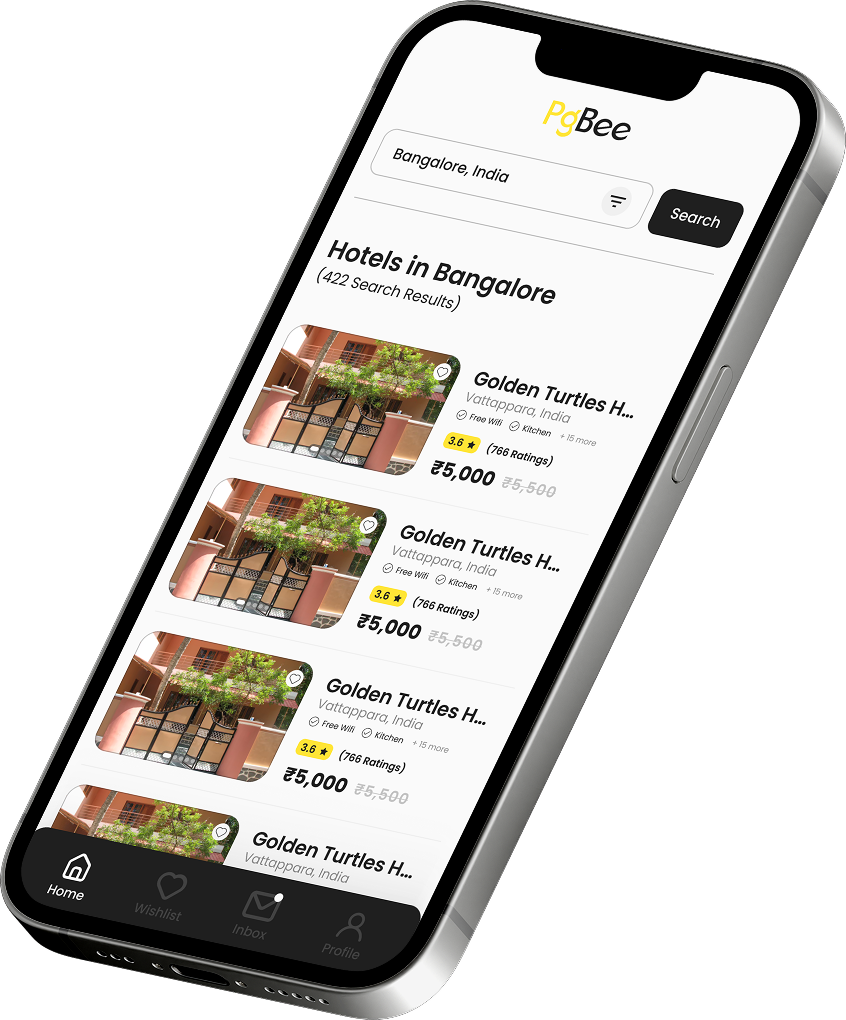 PgBee
Bangalore, India
Search
Hotels in Bangalore
(422 Search Results)
Golden Turtles H...
Vattappara, India
Free Wifi Kitchen + 15 more
3.6 ★ (766 Ratings)
₹5,000 ₹5,500
Golden Turtles H...
Vattappara, India
Free Wifi Kitchen + 15 more
3.6 ★ (766 Ratings)
₹5,000 ₹5,500
Golden Turtles H...
Vattappara, India
Free Wifi Kitchen + 15 more
3.6 ★ (766 Ratings)
₹5,000 ₹5,500
Golden Turtles H...
Vattappara, India
Home
Wishlist
Inbox
Profile